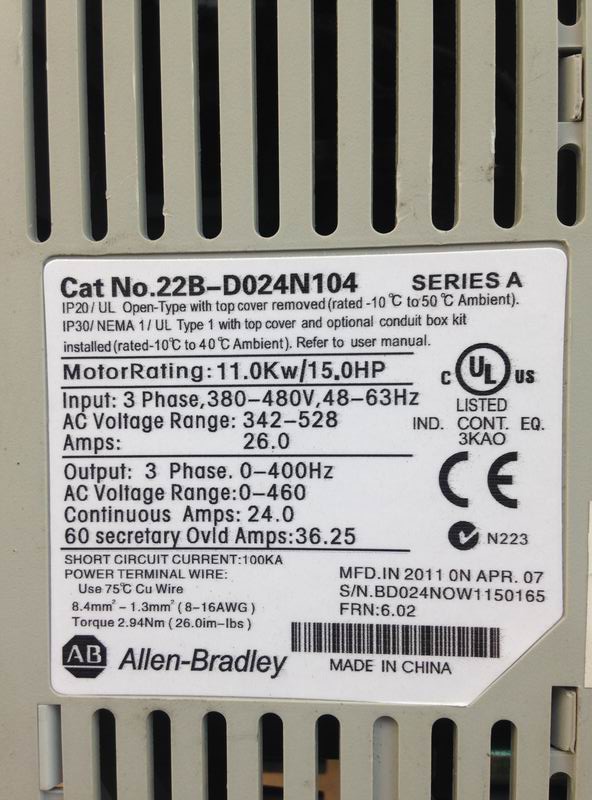 Cat No.22B-D024N104 SERIES A
IP20/ UL Open-Type with top cover removed (rated -10℃ to 50℃ Ambient).
IP30/ NEMA 1/ UL Type 1 with top cover and optional conduit box kit
installed (rated-10℃ to 40℃ Ambient). Refer to user manual.
MotorRating: 11.0Kw/15.0HP
Input: 3 Phase,380-480V,48-63Hz
AC Voltage Range: 342-528
Amps: 26.0
C UL US
LISTED
IND. CONT. EQ.
3KAO
Output: 3 Phase. 0-400Hz
AC Voltage Range:0-460
Continuous Amps: 24.0
60 secretary Ovld Amps:36.25
CE
N223
SHORT CIRCUIT CURRENT:100KA
POWER TERMINAL WIRE:
Use 75℃ Cu Wire
8.4mm² - 1.3mm² (8-16AWG)
Torque 2.94Nm (26.0im-lbs)
MFD.IN 2011 0N APR. 07
S/N.BD024NOW1150165
FRN:6.02
AB Allen-Bradley
MADE IN CHINA